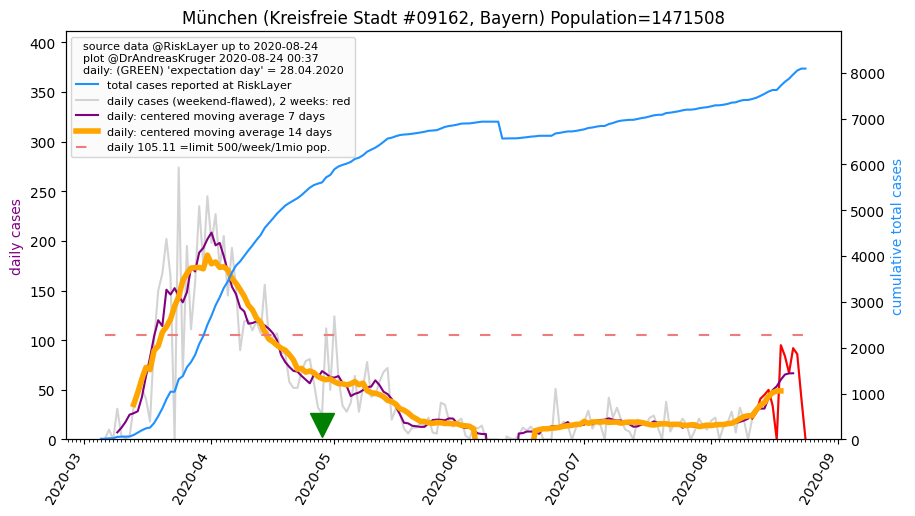 München (Kreisfreie Stadt #09162, Bayern) Population=1471508
source data @RiskLayer up to 2020-08-24
plot @DrAndreasKruger 2020-08-24 00:37
daily: (GREEN) 'expectation day' = 28.04.2020
total cases reported at RiskLayer
daily cases (weekend-flawed), 2 weeks: red
daily: centered moving average 7 days
daily: centered moving average 14 days
daily 105.11 =limit 500/week/1mio pop.
daily cases
400
350
300
250
200
150
100
50
0
cumulative total cases
8000
7000
6000
5000
4000
3000
2000
1000
0
2020-03
2020-04
2020-05
2020-06
2020-07
2020-08
2020-09